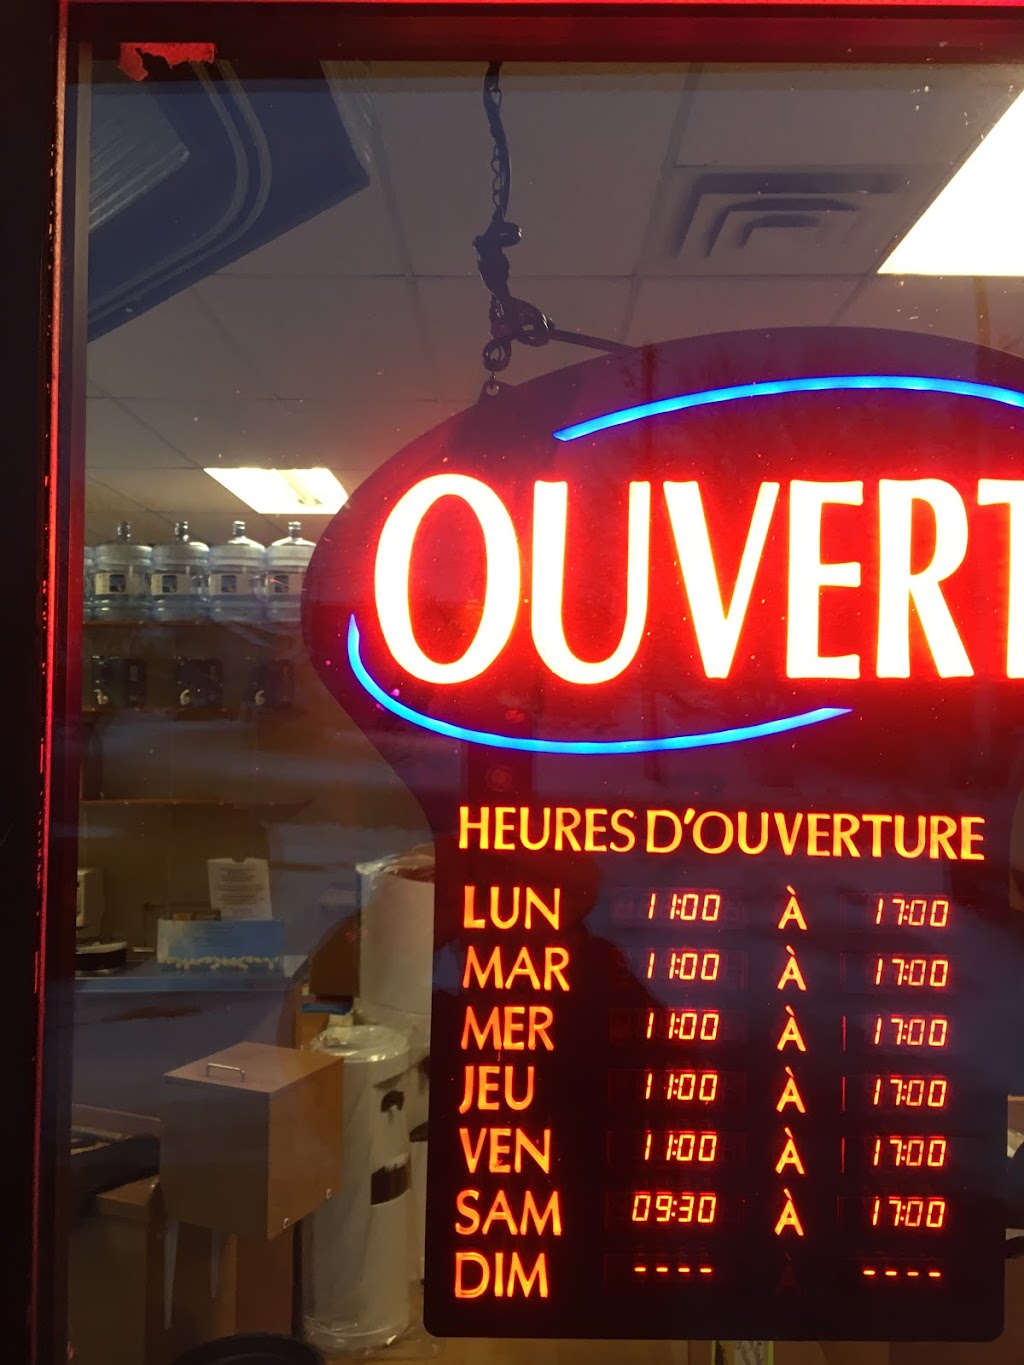 OUVERT
HEURES D'OUVERTURE
LUN 11:00 À 17:00
MAR 11:00 À 17:00
MER 11:00 À 17:00
JEU 11:00 À 17:00
VEN 11:00 À 17:00
SAM 09:30 À 17:00
DIM ---- À ----